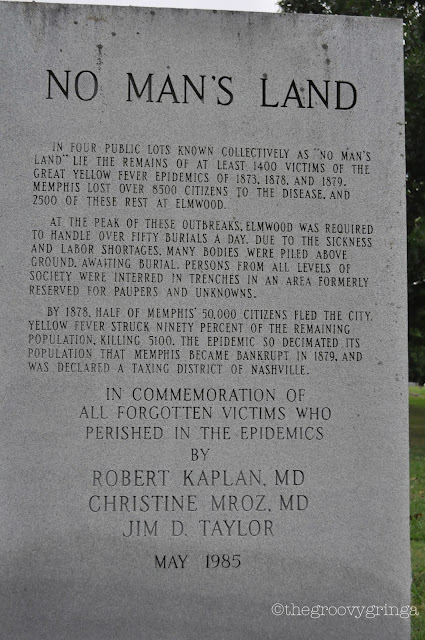 NO MAN'S LAND
IN FOUR PUBLIC LOTS KNOWN COLLECTIVELY AS "NO MAN'S
LAND" LIE THE REMAINS OF AT LEAST 1400 VICTIMS OF THE
GREAT YELLOW FEVER EPIDEMICS OF 1873, 1878, AND 1879.
MEMPHIS LOST OVER 8500 CITIZENS TO THE DISEASE, AND
2500 OF THESE REST AT ELMWOOD.
AT THE PEAK OF THESE OUTBREAKS, ELMWOOD WAS REQUIRED
TO HANDLE OVER FIFTY BURIALS A DAY. DUE TO THE SICKNESS
AND LABOR SHORTAGES, MANY BODIES WERE PILED ABOVE
GROUND, AWAITING BURIAL. PERSONS FROM ALL LEVELS OF
SOCIETY WERE INTERRED IN TRENCHES IN AN AREA FORMERLY
RESERVED FOR PAUPERS AND UNKNOWNS.
BY 1878, HALF OF MEMPHIS' 50,000 CITIZENS FLED THE CITY.
YELLOW FEVER STRUCK NINETY PERCENT OF THE REMAINING
POPULATION, KILLING 5100. THE EPIDEMIC SO DECIMATED ITS
POPULATION THAT MEMPHIS BECAME BANKRUPT IN 1879, AND
WAS DECLARED A TAXING DISTRICT OF NASHVILLE.
IN COMMEMORATION OF
ALL FORGOTTEN VICTIMS WHO
PERISHED IN THE EPIDEMICS
BY
ROBERT KAPLAN, MD
CHRISTINE MROZ, MD
JIM D. TAYLOR
MAY 1985
©thegroovygringa